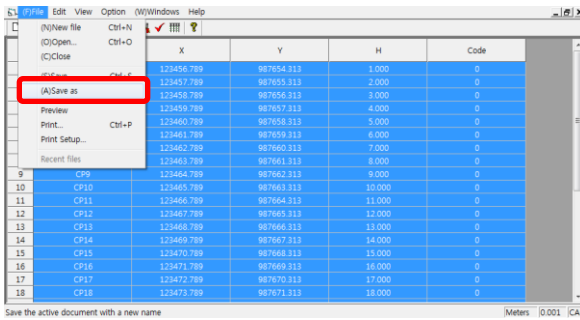 (F)File Edit View Option (W)Windows Help
(N)New file Ctrl+N
(O)Open... Ctrl+O
(C)Close
(S)Save Ctrl+S
(A)Save as
Preview
Print... Ctrl+P
Print Setup...
Recent files
X Y H Code
123456.789 987654.313 1.000 0
123457.789 987655.313 2.000 0
123458.789 987656.313 3.000 0
123459.789 987657.313 4.000 0
123460.789 987658.313 5.000 0
123461.789 987659.313 6.000 0
123462.789 987660.313 7.000 0
123463.789 987661.313 8.000 0
9 CP9 123464.789 987662.313 9.000 0
10 CP10 123465.789 987663.313 10.000 0
11 CP11 123466.789 987664.313 11.000 0
12 CP12 123467.789 987665.313 12.000 0
13 CP13 123468.789 987666.313 13.000 0
14 CP14 123469.789 987667.313 14.000 0
15 CP15 123470.789 987668.313 15.000 0
16 CP16 123471.789 987669.313 16.000 0
17 CP17 123472.789 987670.313 17.000 0
18 CP18 123473.789 987671.313 18.000 0
Save the active document with a new name Meters 0.001 CA